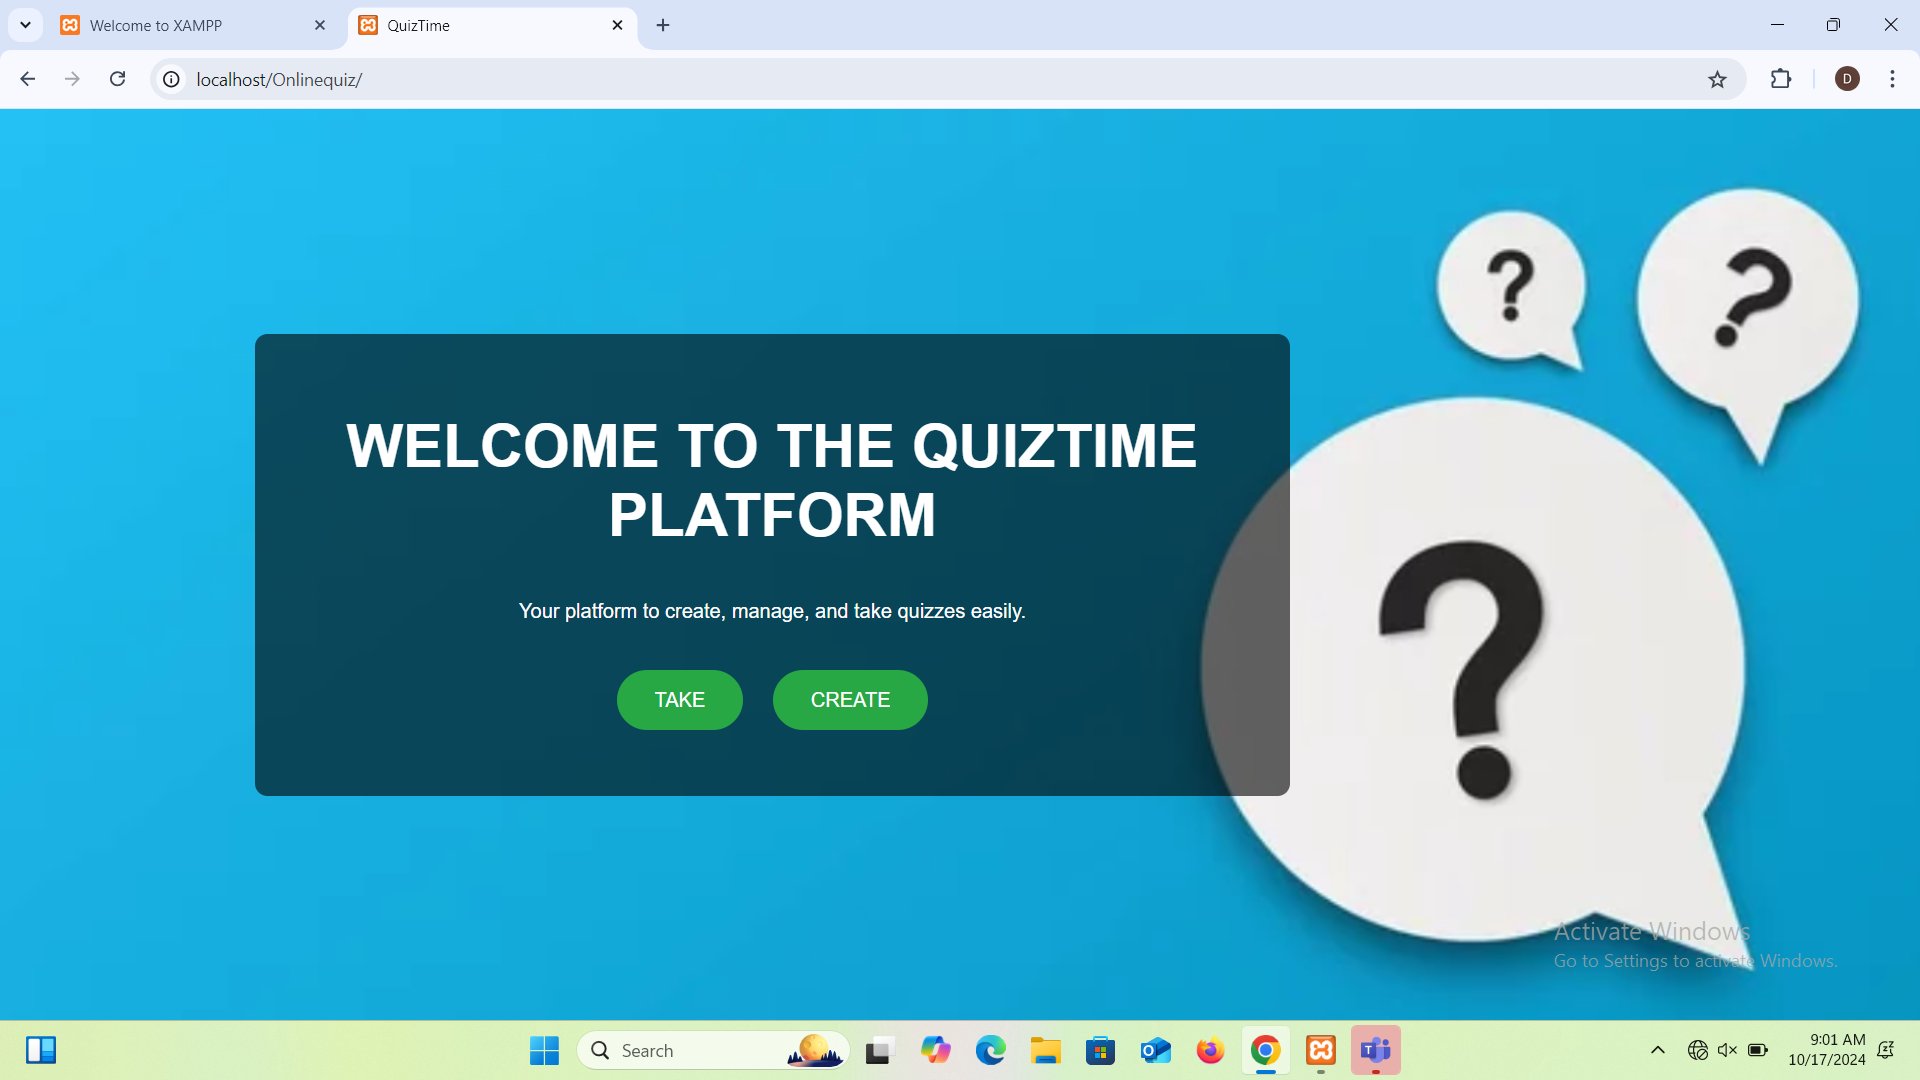 Welcome to XAMPP
QuizTime
localhost/Onlinequiz/
D
?
?
WELCOME TO THE QUIZTIME
PLATFORM
Your platform to create, manage, and take quizzes easily.
TAKE
CREATE
?
Activate Windows
Go to Settings to activate Windows.
Search
9:01 AM
10/17/2024